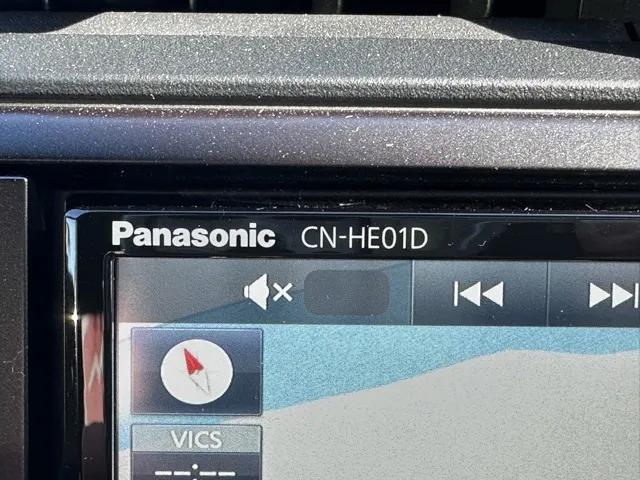 Panasonic CN-HE01D
VICS
--:--